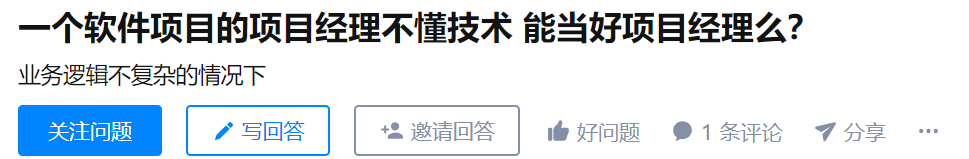 一个软件项目的项目经理不懂技术 能当好项目经理么？
业务逻辑不复杂的情况下
关注问题 写回答 邀请回答 好问题 1 条评论 分享